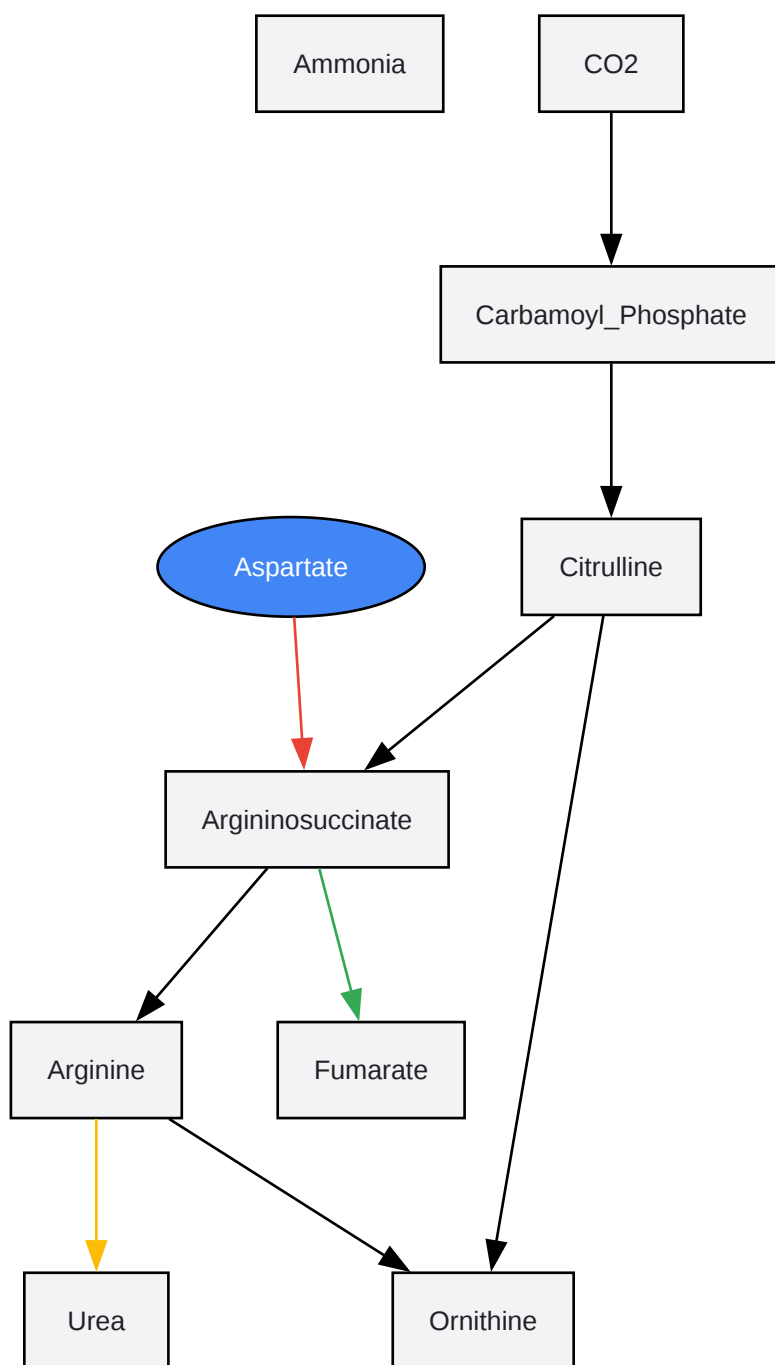 Ammonia
CO2
Carbamoyl_Phosphate
Aspartate
Citrulline
Argininosuccinate
Arginine
Fumarate
Urea
Ornithine